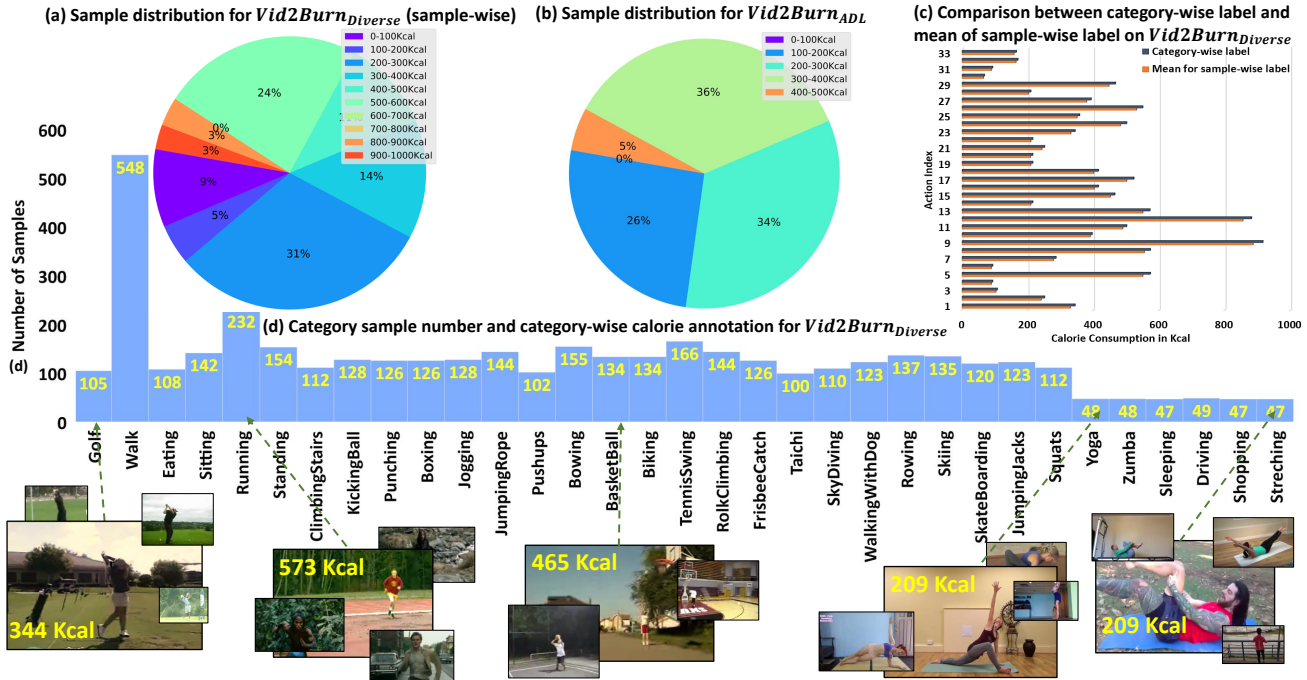 (a) Sample distribution for Vid2Burn_Diverse (sample-wise)
0-100Kcal
100-200Kcal
200-300Kcal
300-400Kcal
400-500Kcal
500-600Kcal
600-700Kcal
700-800Kcal
800-900Kcal
900-1000Kcal
24%
0%
3%
3%
9%
5%
31%
14%
(b) Sample distribution for Vid2Burn_ADL
0-100Kcal
100-200Kcal
200-300Kcal
300-400Kcal
400-500Kcal
36%
5%
0%
26%
34%
(c) Comparison between category-wise label and
mean of sample-wise label on Vid2Burn_Diverse
Category-wise label
Mean for sample-wise label
Action Index
33
31
29
27
25
23
21
19
17
15
13
11
9
7
5
3
1
0 200 400 600 800 1000
Calorie Consumption in Kcal
(d) Category sample number and category-wise calorie annotation for Vid2Burn_Diverse
(d)
Number of Samples
600
500
400
300
200
100
0
105 548 108 142 232 154 112 128 126 126 128 144 102 155 134 134 166 144 126 100 110 123 137 135 120 123 112 48 48 47 49 47 47
Golf
Walk
Eating
Sitting
Running
Standing
ClimbingStairs
KickingBall
Punching
Boxing
Jogging
JumpingRope
Pushups
Bowing
BasketBall
Biking
TennisSwing
RolkClimbing
FrisbeeCatch
Taichi
SkyDiving
WalkingWithDog
Rowing
Skiing
SkateBoarding
JumpingJacks
Squats
Yoga
Zumba
Sleeping
Driving
Shopping
Streching
344 Kcal
573 Kcal
465 Kcal
209 Kcal
209 Kcal